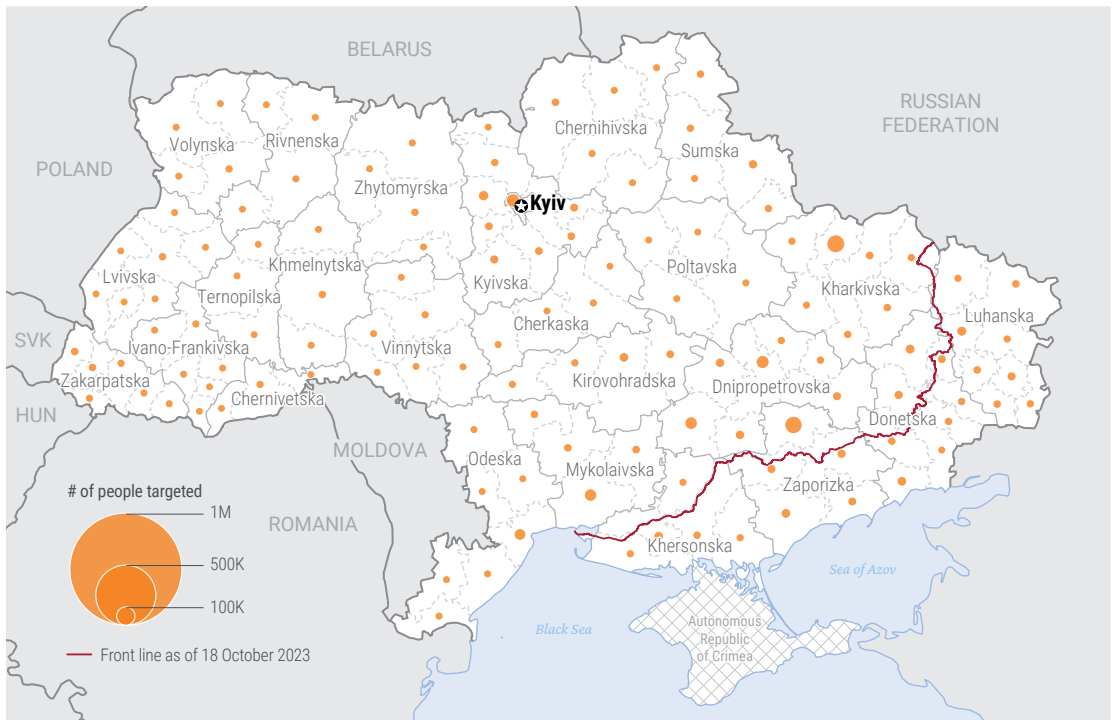 BELARUS
RUSSIAN
FEDERATION
POLAND
Volynska
Rivnenska
Chernihivska
Sumska
Zhytomyrska
Kyiv
Lvivska
Khmelnytska
Ternopilska
Kyivska
Poltavska
Kharkivska
Luhanska
Cherkaska
SVK
Ivano-Frankivska
Vinnytska
Zakarpatska
Chernivetska
Kirovohradska
Dnipropetrovska
Donetska
HUN
MOLDOVA
Odeska
Mykolaivska
Zaporizka
ROMANIA
Khersonska
# of people targeted
1M
500K
100K
Front line as of 18 October 2023
Sea of Azov
Black Sea
Autonomous
Republic
of Crimea